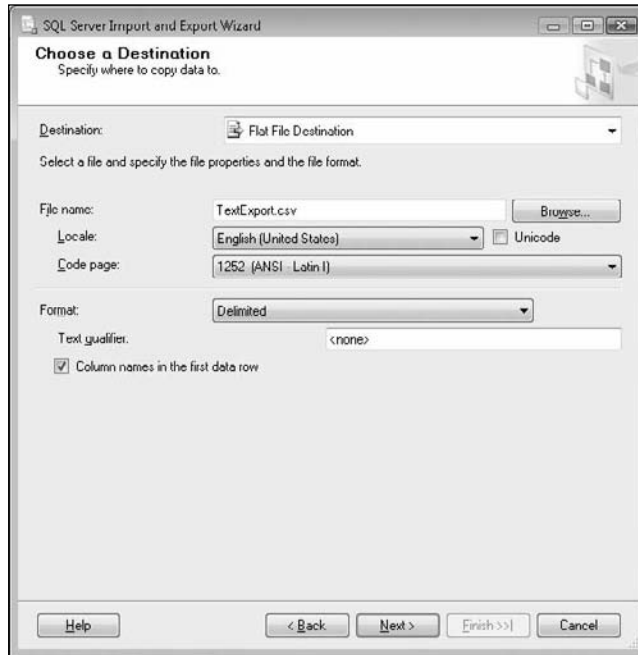 SQL Server Import and Export Wizard
Choose a Destination
Specify where to copy data to.
Destination: Flat File Destination
Select a file and specify the file properties and the file format.
File name: TextExport.csv Browse...
Locale: English (United States) Unicode
Code page: 1252 (ANSI - Latin I)
Format: Delimited
Text qualifier: <none>
Column names in the first data row
Help < Back Next > Finish >>| Cancel